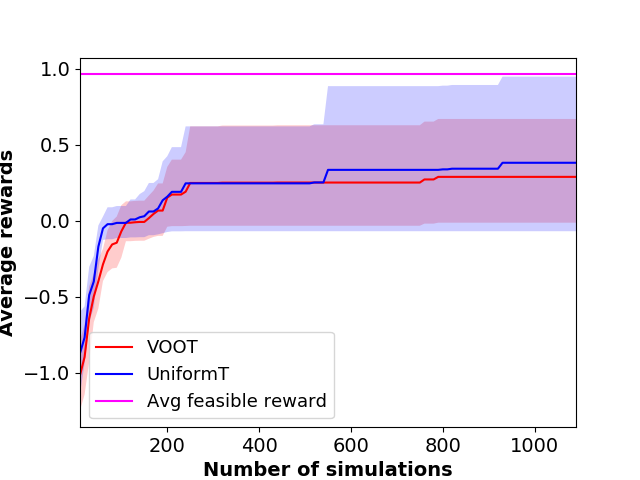 1.0
0.5
0.0
−0.5
−1.0
Average rewards
VOOT
UniformT
Avg feasible reward
200 400 600 800 1000
Number of simulations